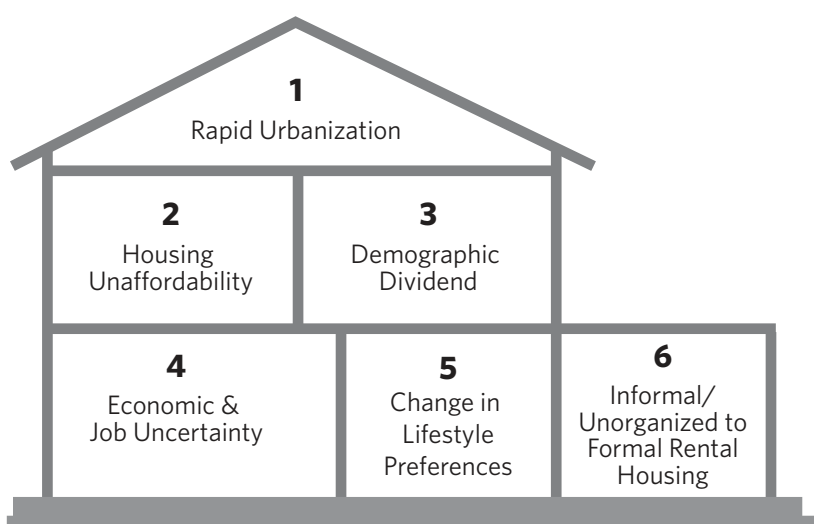 1
Rapid Urbanization
2
Housing
Unaffordability
3
Demographic
Dividend
4
Economic &
Job Uncertainty
5
Change in
Lifestyle
Preferences
6
Informal/
Unorganized to
Formal Rental
Housing